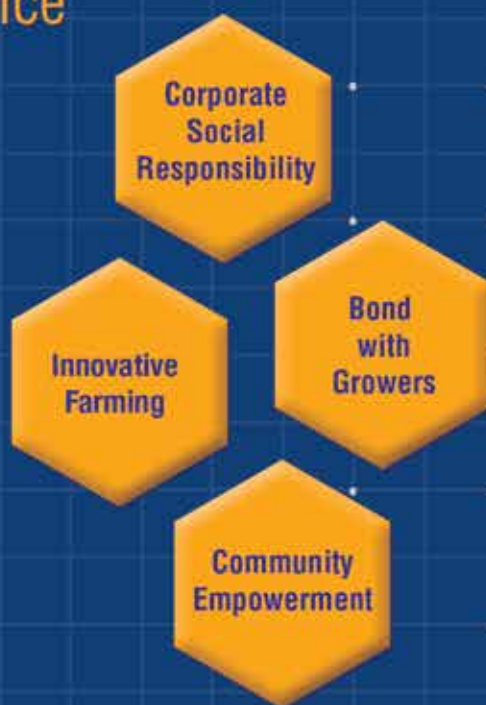 Corporate
Social
Responsibility
Bond
with
Growers
Innovative
Farming
Community
Empowerment